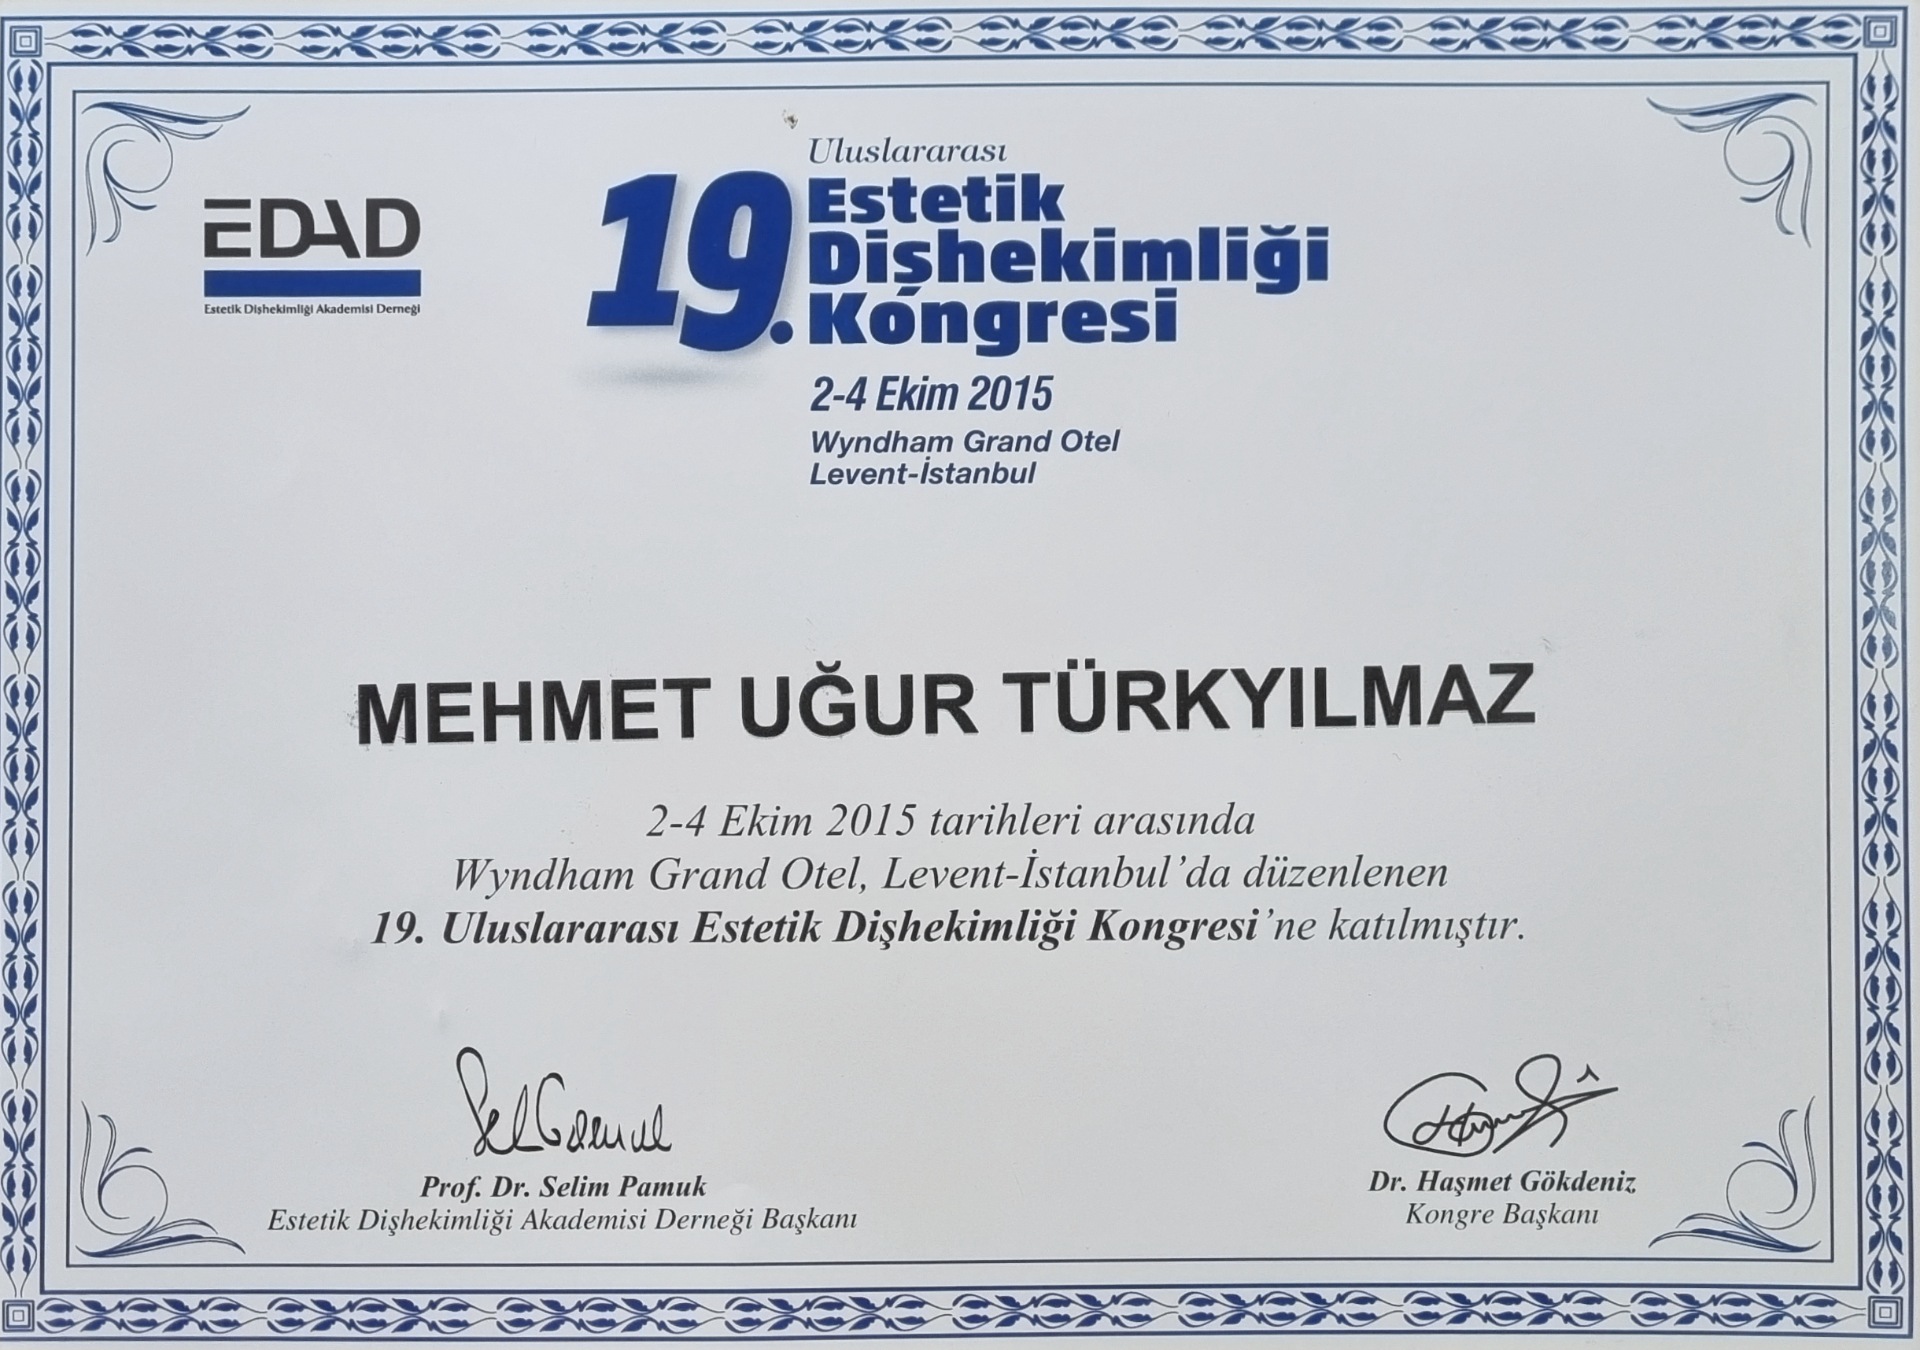 EDAD
Estetik Dişhekimliği Akademisi Derneği
Uluslararası
19. Estetik
Dişhekimliği
Kongresi
2-4 Ekim 2015
Wyndham Grand Otel
Levent-İstanbul
MEHMET UĞUR TÜRKYILMAZ
2-4 Ekim 2015 tarihleri arasında
Wyndham Grand Otel, Levent-İstanbul’da düzenlenen
19. Uluslararası Estetik Dişhekimliği Kongresi’ne katılmıştır.
Prof. Dr. Selim Pamuk
Estetik Dişhekimliği Akademisi Derneği Başkanı
Dr. Haşmet Gökdeniz
Kongre Başkanı